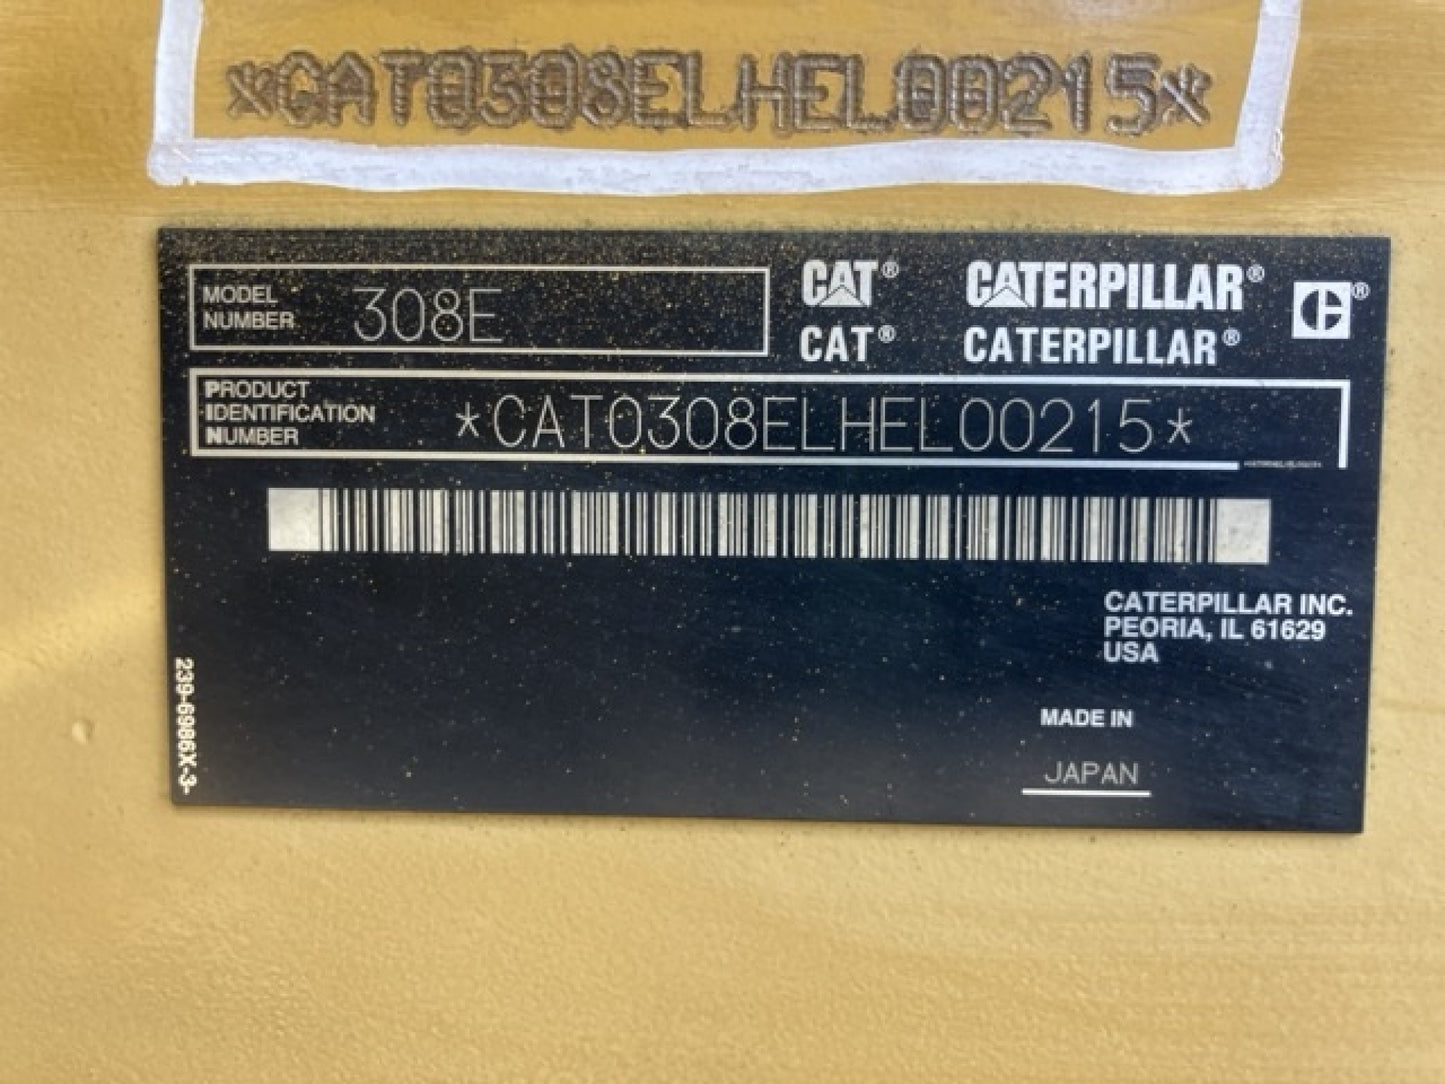 *CAT0308ELHEL00215*
MODEL
NUMBER
308E
CAT® CATERPILLAR®
CAT® CATERPILLAR®
PRODUCT
IDENTIFICATION
NUMBER
*CAT0308ELHEL00215*
CATERPILLAR INC.
PEORIA, IL 61629
USA
MADE IN
JAPAN
239-6986X-3-